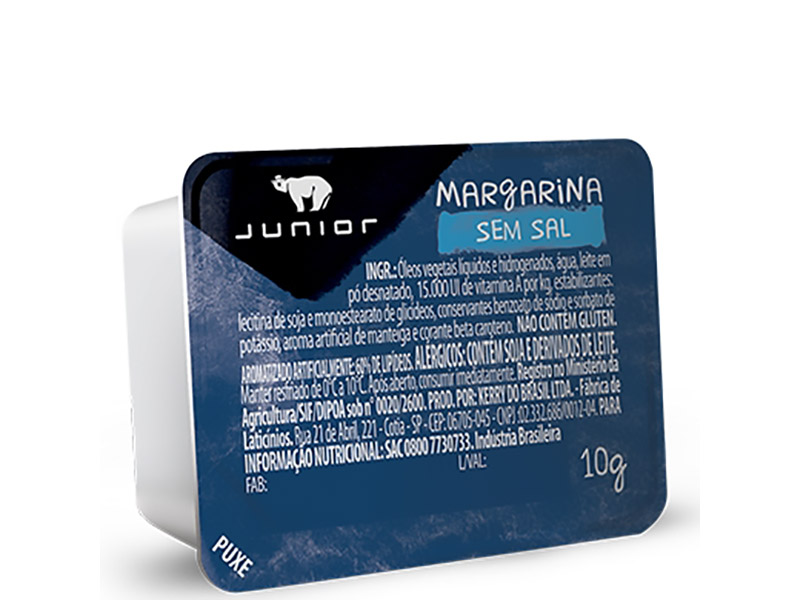 JUNIOR
MARGARINA
SEM SAL
INGR.: Óleos vegetais líquidos e hidrogenados, água, leite em
pó desnatado, 15.000 UI de vitamina A por kg, estabilizantes:
lecitina de soja e monoestearato de glicídeos, conservantes benzoato de sódio e sorbato de
potássio, aroma artificial de manteiga e corante beta caroteno. NÃO CONTÉM GLÚTEN.
AROMATIZADO ARTIFICIALMENTE: 60% DE LIPÍDEOS. ALÉRGICOS: CONTÉM SOJA E DERIVADOS DE LEITE.
Manter resfriado de 0°C a 10°C. Após aberto, consumir imediatamente. Registro no Ministério da
Agricultura/SIF/DIPOA sob n° 0020/2600. PROD. POR: KERRY DO BRASIL LTDA. - Fábrica de
Laticínios. Rua 21 de Abril, 221 - Cotia - SP - CEP: 06705-045 - CNPJ 02.332.686/0012-04. PARA
INFORMAÇÃO NUTRICIONAL: SAC 0800 7730733. Indústria Brasileira
FAB:
L/VAL:
10g
PUXE